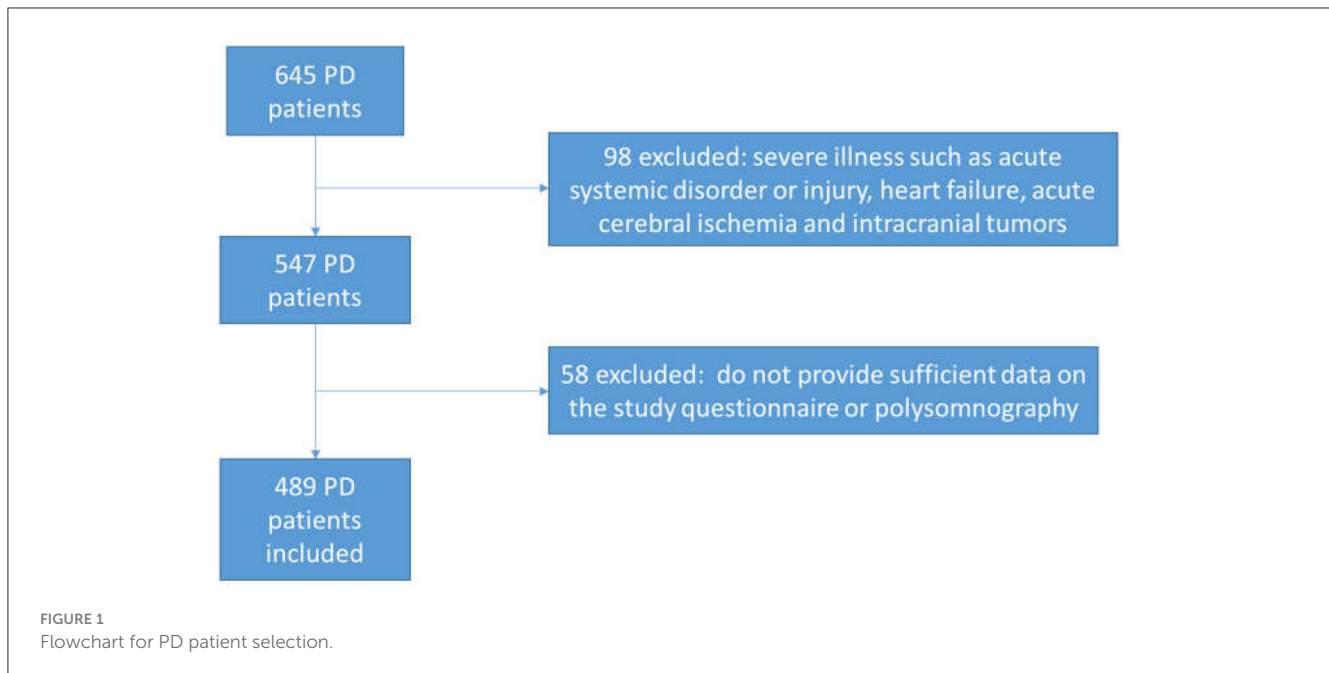 645 PD
patients
98 excluded: severe illness such as acute
systemic disorder or injury, heart failure, acute
cerebral ischemia and intracranial tumors
547 PD
patients
58 excluded: do not provide sufficient data on
the study questionnaire or polysomnography
489 PD
patients
included
FIGURE 1
Flowchart for PD patient selection.